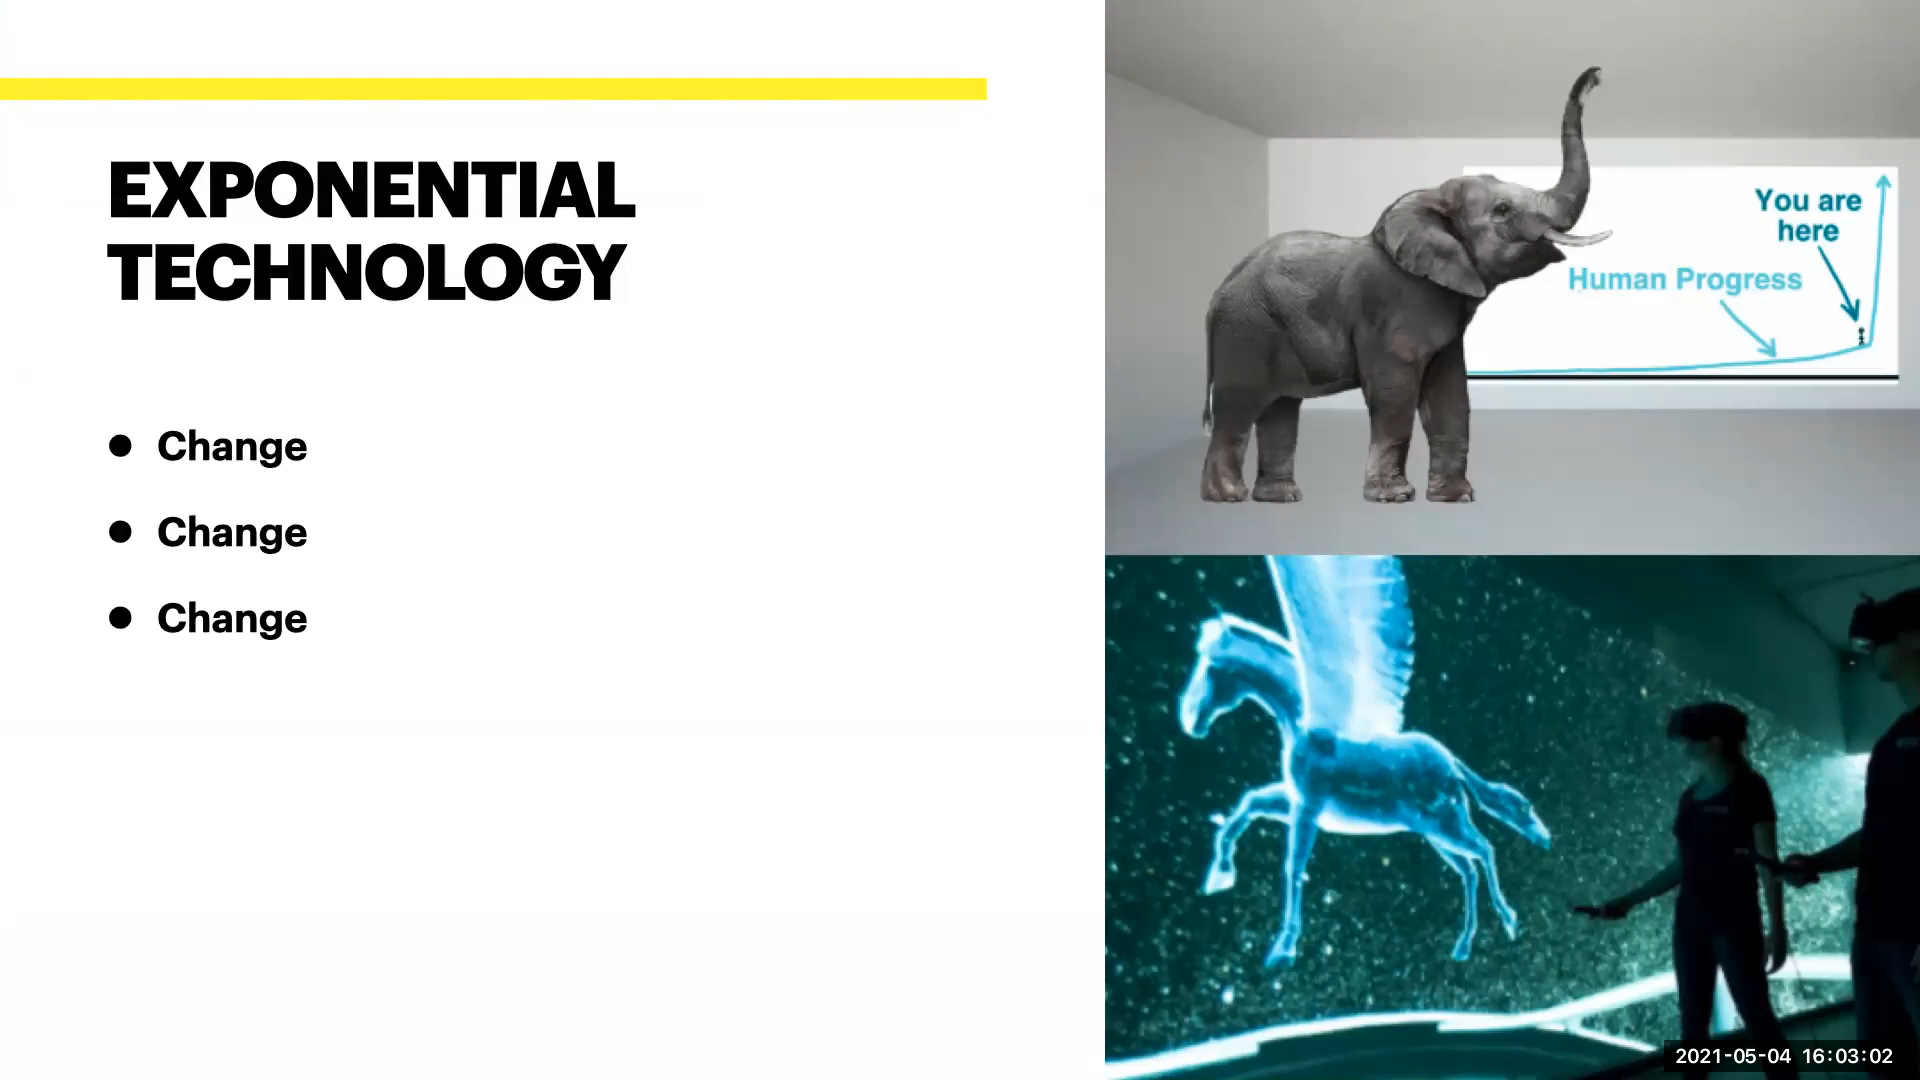 EXPONENTIAL
TECHNOLOGY
● Change
● Change
● Change
You are
here
Human Progress
2021-05-04 16:03:02